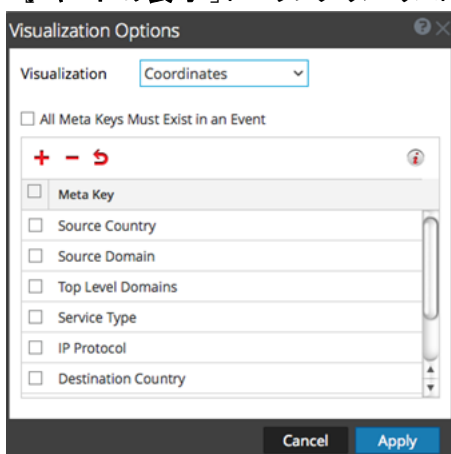 Visualization Options
Visualization Coordinates
All Meta Keys Must Exist in an Event
Meta Key
Source Country
Source Domain
Top Level Domains
Service Type
IP Protocol
Destination Country
Cancel Apply